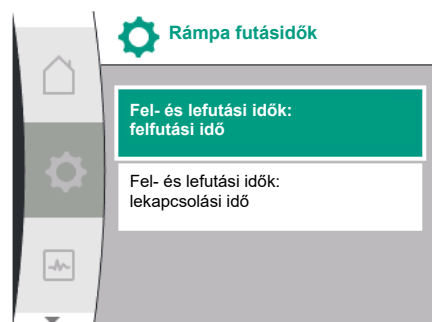 Rámpa futásidők
Fel- és lefutási idők:
felfutási idő
Fel- és lefutási idők:
lekapcsolási idő